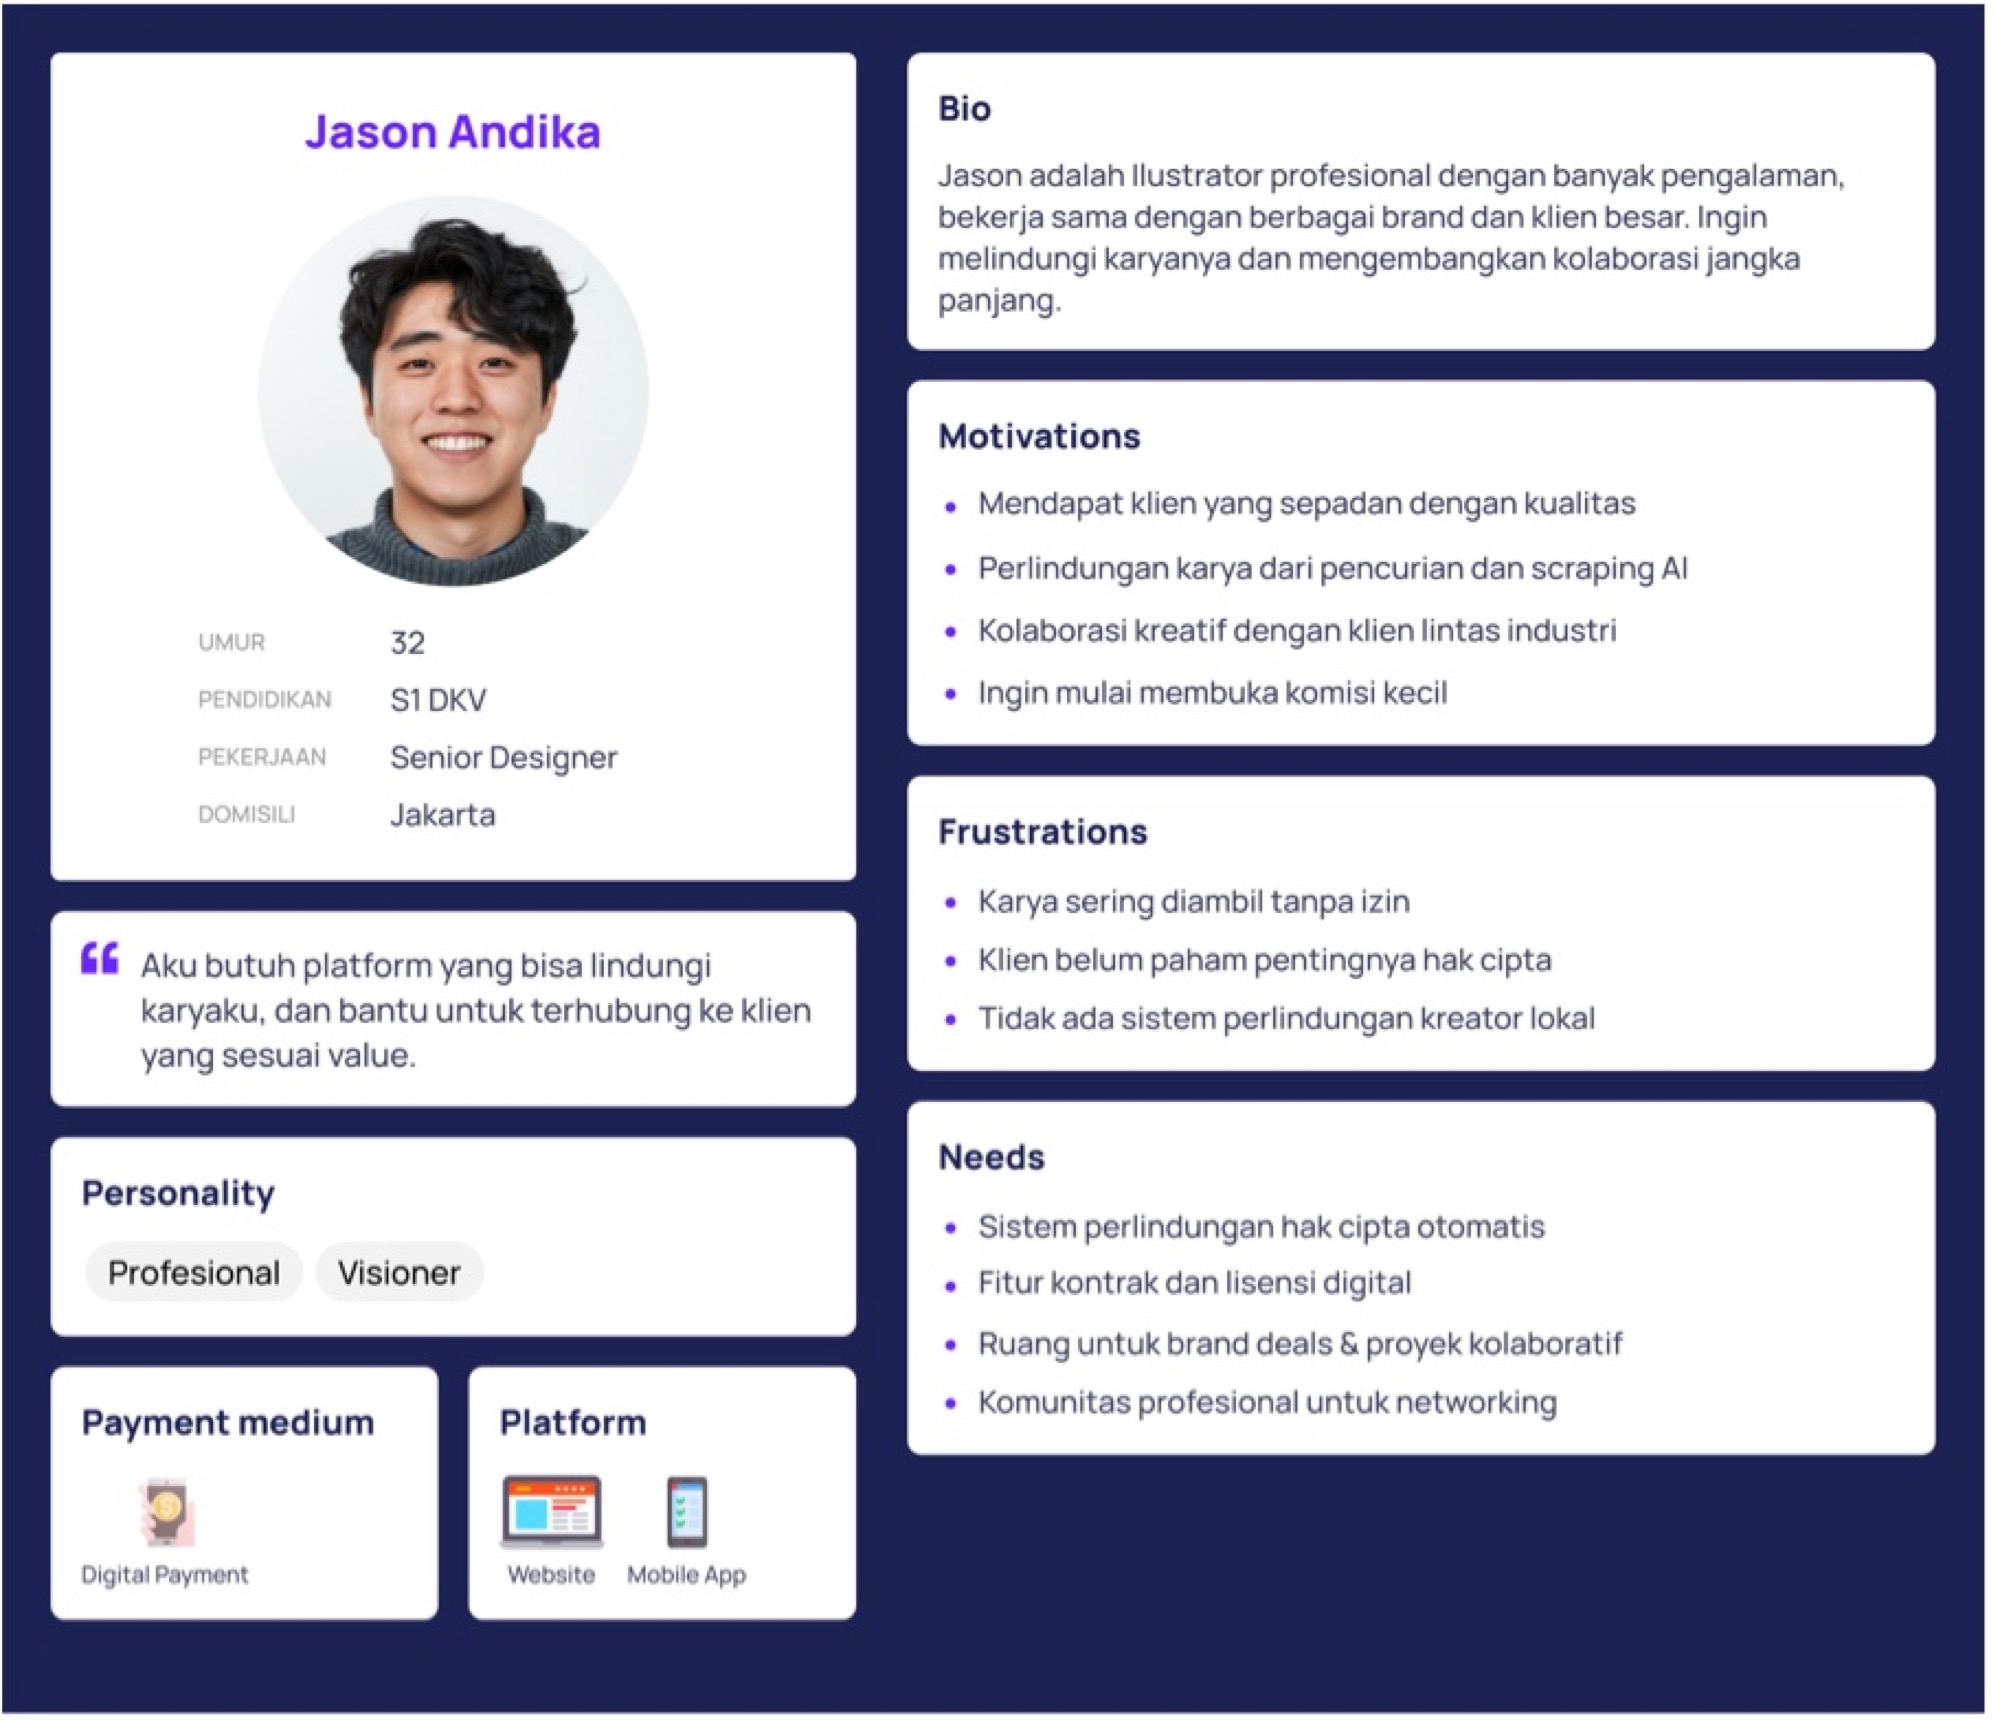 Jason Andika
UMUR 32
PENDIDIKAN S1 DKV
PEKERJAAN Senior Designer
DOMISILI Jakarta
“ Aku butuh platform yang bisa lindungi
karyaku, dan bantu untuk terhubung ke klien
yang sesuai value.
Personality
Profesional Visioner
Payment medium
Digital Payment
Platform
Website Mobile App
Bio
Jason adalah Ilustrator profesional dengan banyak pengalaman,
bekerja sama dengan berbagai brand dan klien besar. Ingin
melindungi karyanya dan mengembangkan kolaborasi jangka
panjang.
Motivations
• Mendapat klien yang sepadan dengan kualitas
• Perlindungan karya dari pencurian dan scraping AI
• Kolaborasi kreatif dengan klien lintas industri
• Ingin mulai membuka komisi kecil
Frustrations
• Karya sering diambil tanpa izin
• Klien belum paham pentingnya hak cipta
• Tidak ada sistem perlindungan kreator lokal
Needs
• Sistem perlindungan hak cipta otomatis
• Fitur kontrak dan lisensi digital
• Ruang untuk brand deals & proyek kolaboratif
• Komunitas profesional untuk networking